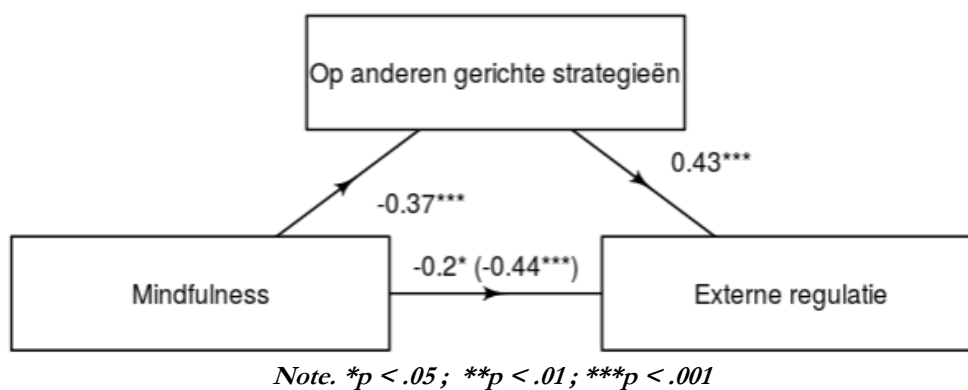 Op anderen gerichte strategieën
0.43***
-0.37***
-0.2* (-0.44***)
Mindfulness
Externe regulatie
Note. *p < .05 ; **p < .01 ; ***p < .001